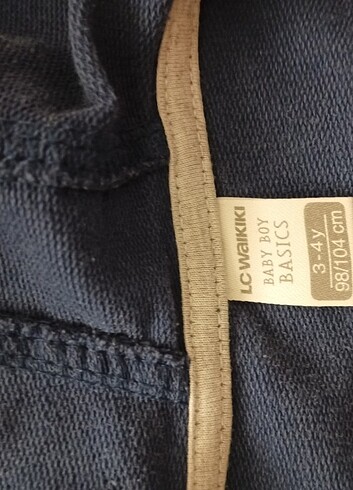 LC WAIKIKI
BABY BOY
BASICS
3-4y
98/104 cm